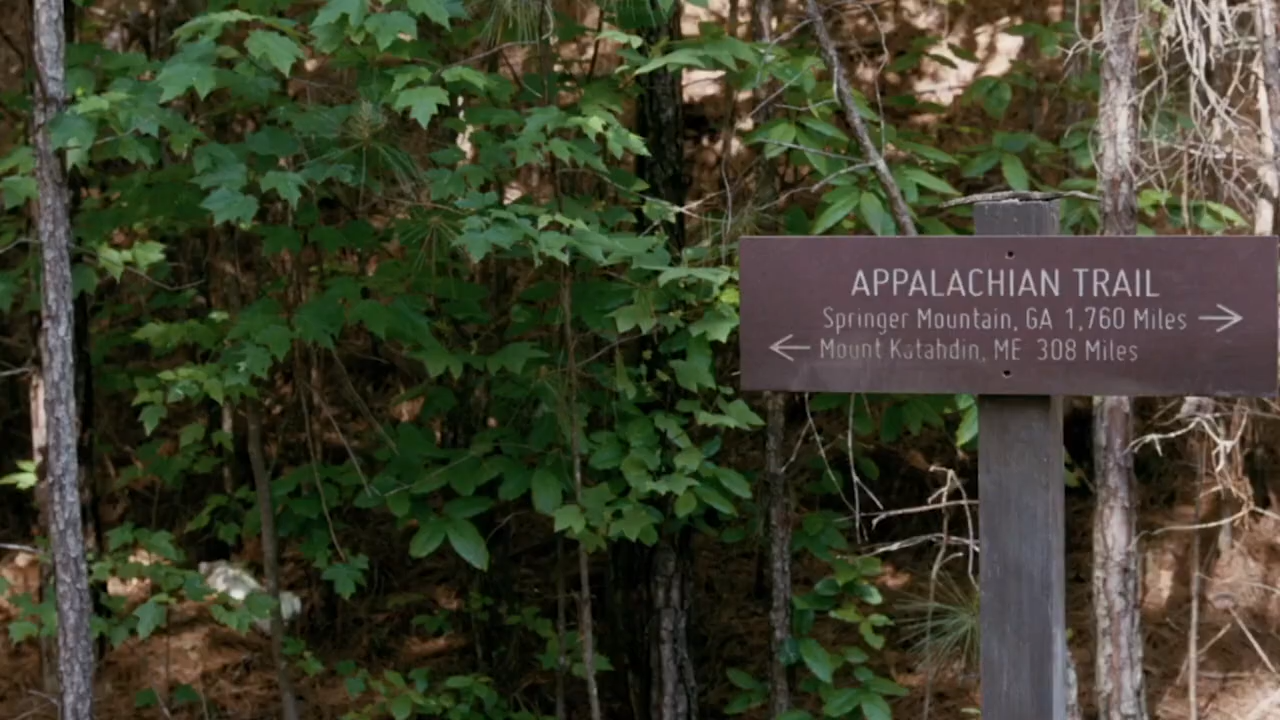 APPALACHIAN TRAIL
Springer Mountain, GA 1,760 Miles →
← Mount Katahdin, ME 308 Miles